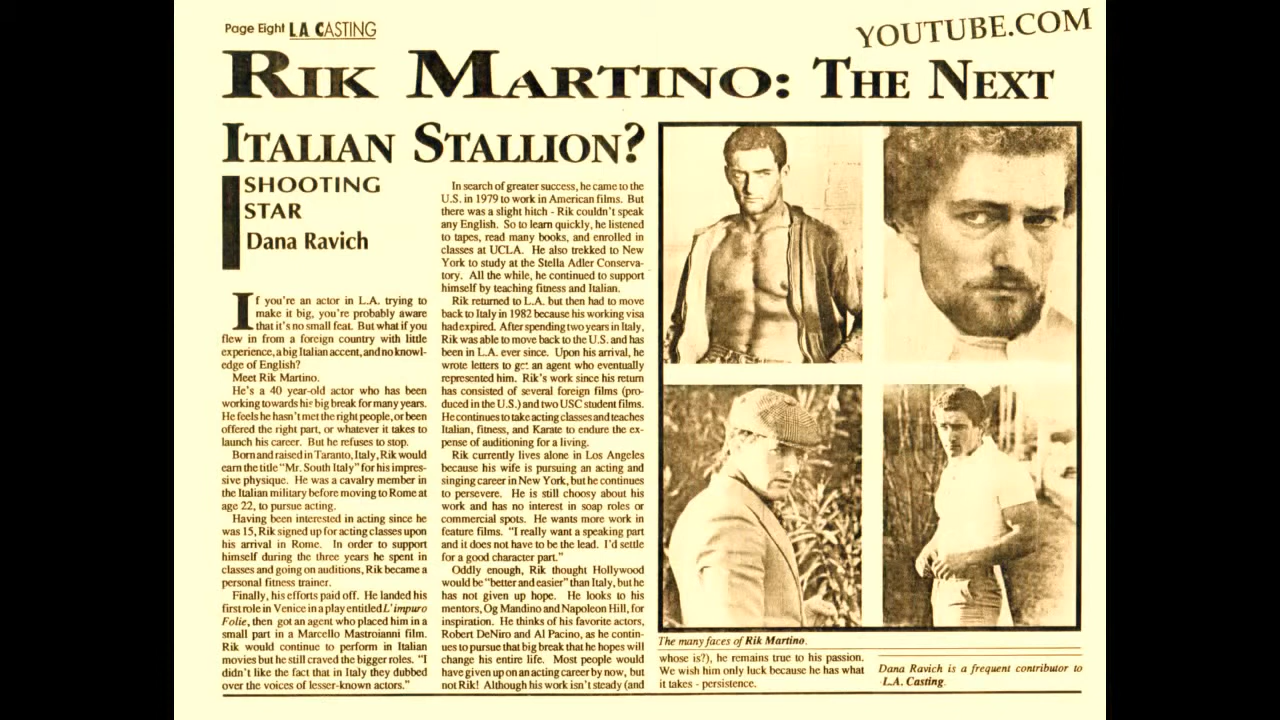 Page Eight LA CASTING
YOUTUBE.COM
RIK MARTINO: THE NEXT
ITALIAN STALLION?
SHOOTING
STAR
Dana Ravich
If you're an actor in L.A. trying to
make it big, you're probably aware
that it's no small feat. But what if you
flew in from a foreign country with little
experience, a big Italian accent, and no knowl-
edge of English?
Meet Rik Martino.
He's a 40 year-old actor who has been
working towards his big break for many years.
He feels he hasn't met the right people, or been
offered the right part, or whatever it takes to
launch his career. But he refuses to stop.
Born and raised in Taranto, Italy, Rik would
earn the title "Mr. South Italy" for his impres-
sive physique. He was a cavalry member in
the Italian military before moving to Rome at
age 22, to pursue acting.
Having been interested in acting since he
was 15, Rik signed up for acting classes upon
his arrival in Rome. In order to support
himself during the three years he spent in
classes and going on auditions, Rik became a
personal fitness trainer.
Finally, his efforts paid off. He landed his
first role in Venice in a play entitled L'impuro
Folie, then got an agent who placed him in a
small part in a Marcello Mastroianni film.
Rik would continue to perform in Italian
movies but he still craved the bigger roles. "I
didn't like the fact that in Italy they dubbed
over the voices of lesser-known actors."
In search of greater success, he came to the
U.S. in 1979 to work in American films. But
there was a slight hitch - Rik couldn't speak
any English. So to learn quickly, he listened
to tapes, read many books, and enrolled in
classes at UCLA. He also trekked to New
York to study at the Stella Adler Conserva-
tory. All the while, he continued to support
himself by teaching fitness and Italian.
Rik returned to L.A. but then had to move
back to Italy in 1982 because his working visa
had expired. After spending two years in Italy,
Rik was able to move back to the U.S. and has
been in L.A. ever since. Upon his arrival, he
wrote letters to get an agent who eventually
represented him. Rik's work since his return
has consisted of several foreign films (pro-
duced in the U.S.) and two USC student films.
He continues to take acting classes and teaches
Italian, fitness, and Karate to endure the ex-
pense of auditioning for a living.
Rik currently lives alone in Los Angeles
because his wife is pursuing an acting and
singing career in New York, but he continues
to persevere. He is still choosy about his
work and has no interest in soap roles or
commercial spots. He wants more work in
feature films. "I really want a speaking part
and it does not have to be the lead. I'd settle
for a good character part."
Oddly enough, Rik thought Hollywood
would be "better and easier" than Italy, but he
has not given up hope. He looks to his
mentors, Og Mandino and Napoleon Hill, for
inspiration. He thinks of his favorite actors,
Robert DeNiro and Al Pacino, as he contin-
ues to pursue that big break that he hopes will
change his entire life. Most people would
have given up on an acting career by now, but
not Rik! Although his work isn't steady (and
The many faces of Rik Martino.
whose is?), he remains true to his passion.
We wish him only luck because he has what
it takes - persistence.
Dana Ravich is a frequent contributor to
L.A. Casting.